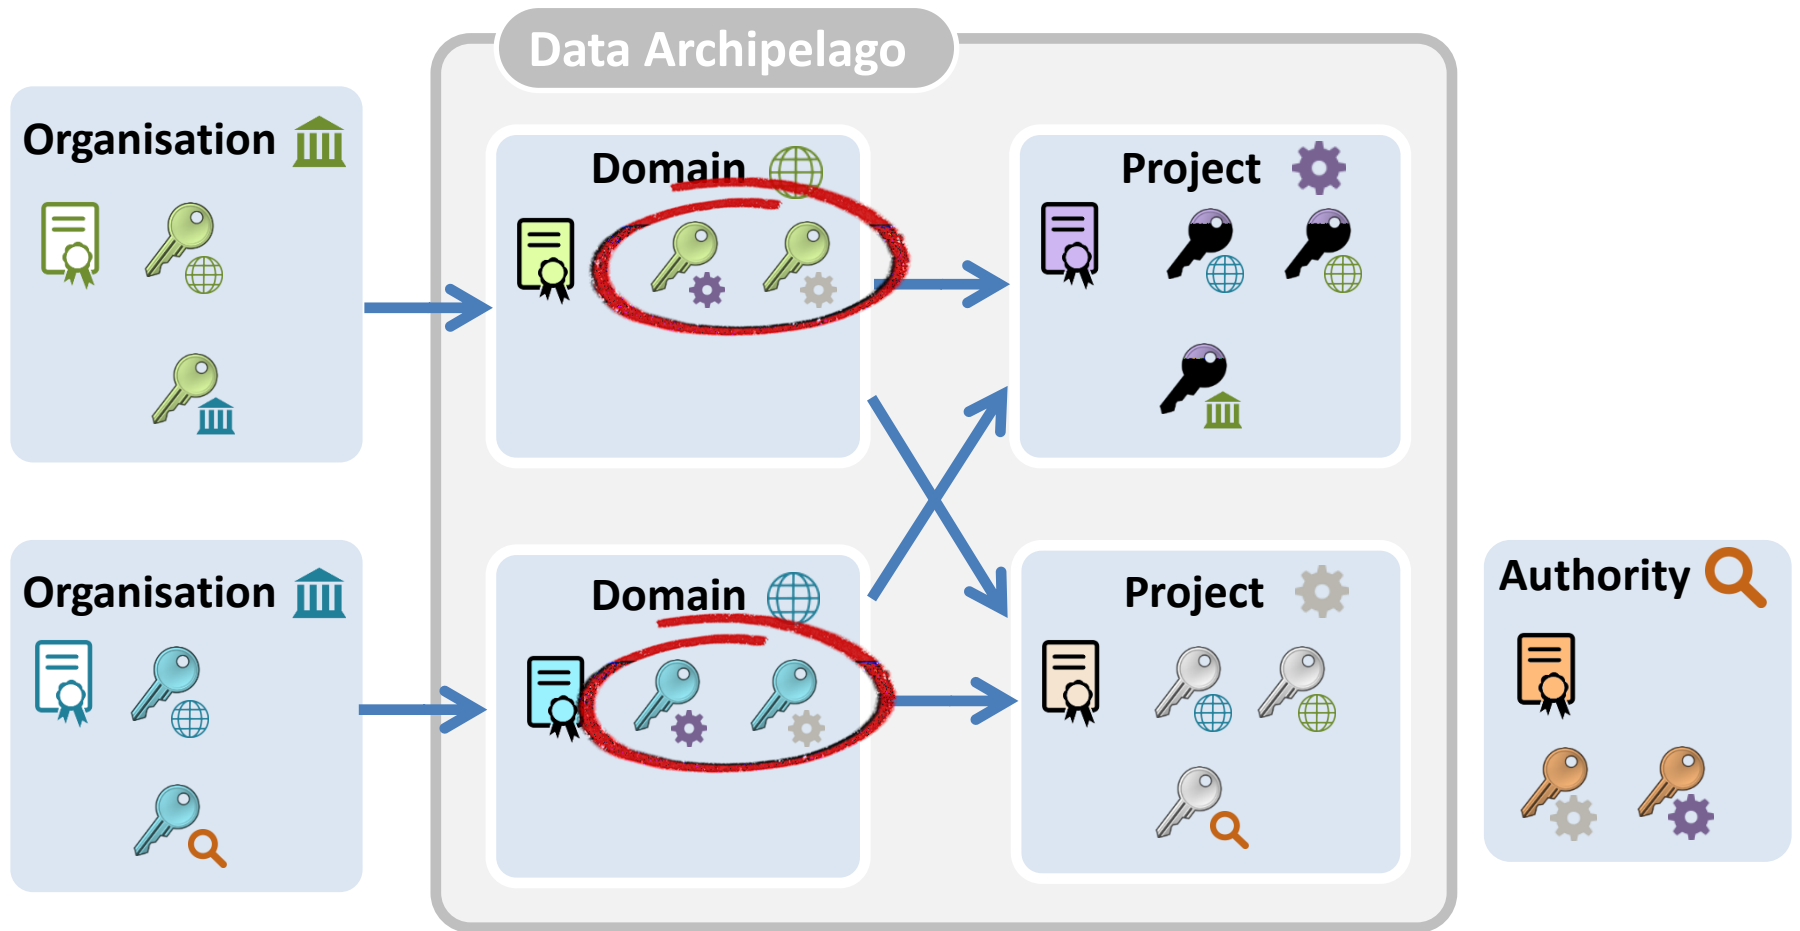 Data Archipelago
Organisation
Domain
Project
Organisation
Domain
Project
Authority